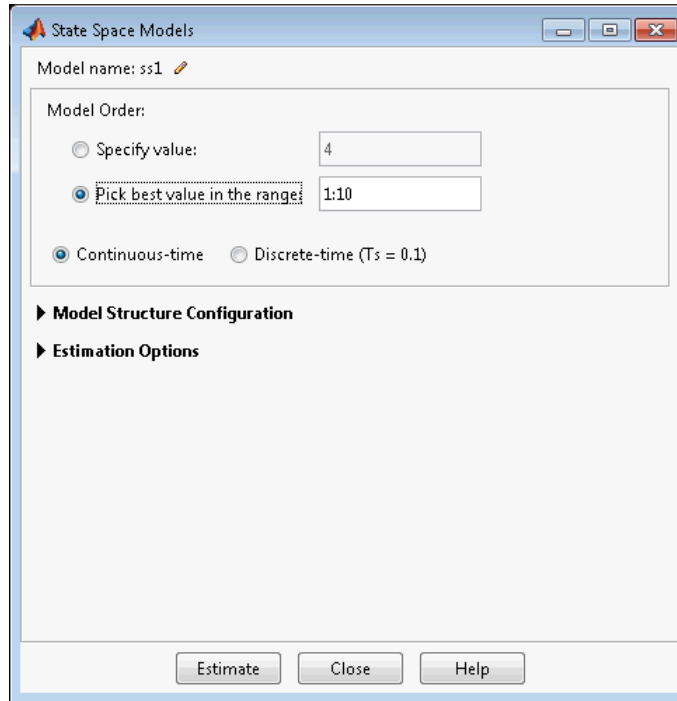 State Space Models
Model name: ss1
Model Order:
Specify value: 4
Pick best value in the range: 1:10
Continuous-time Discrete-time (Ts = 0.1)
Model Structure Configuration
Estimation Options
Estimate Close Help